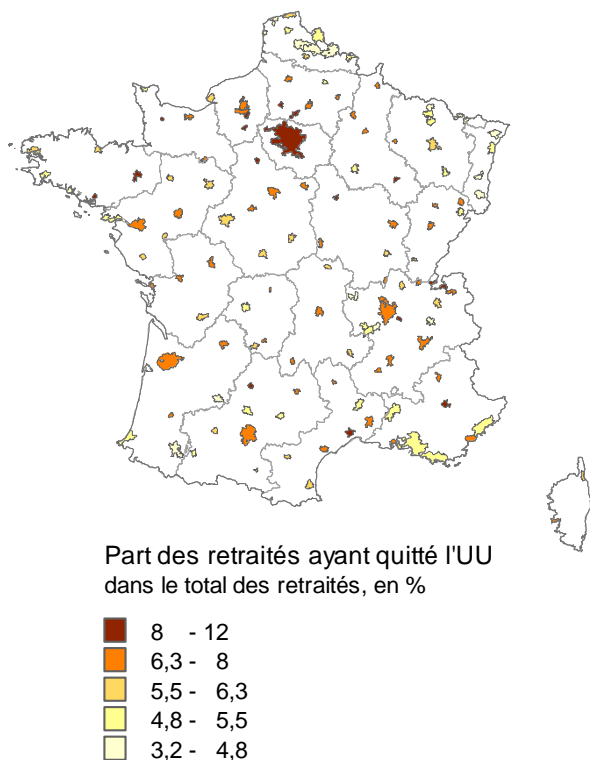 Part des retraités ayant quitté l'UU
dans le total des retraités, en %
8 - 12
6,3 - 8
5,5 - 6,3
4,8 - 5,5
3,2 - 4,8